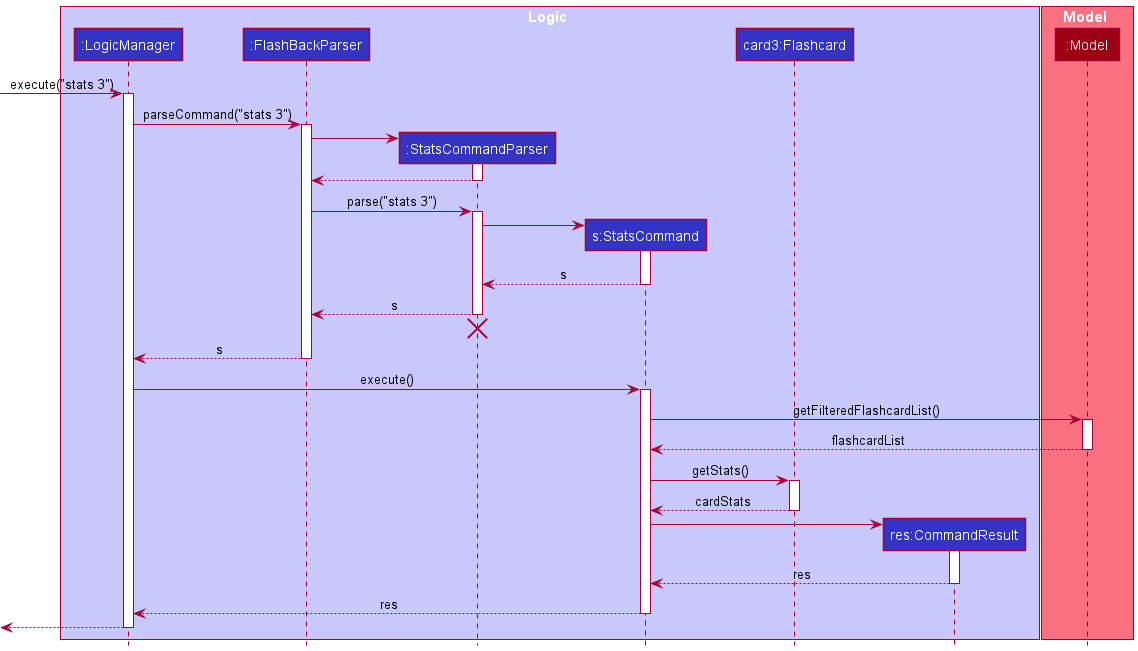 Logic
Model
:LogicManager
:FlashBackParser
card3:Flashcard
:Model
execute("stats 3")
parseCommand("stats 3")
:StatsCommandParser
parse("stats 3")
s:StatsCommand
s
s
s
execute()
getFilteredFlashcardList()
flashcardList
getStats()
cardStats
res:CommandResult
res
res